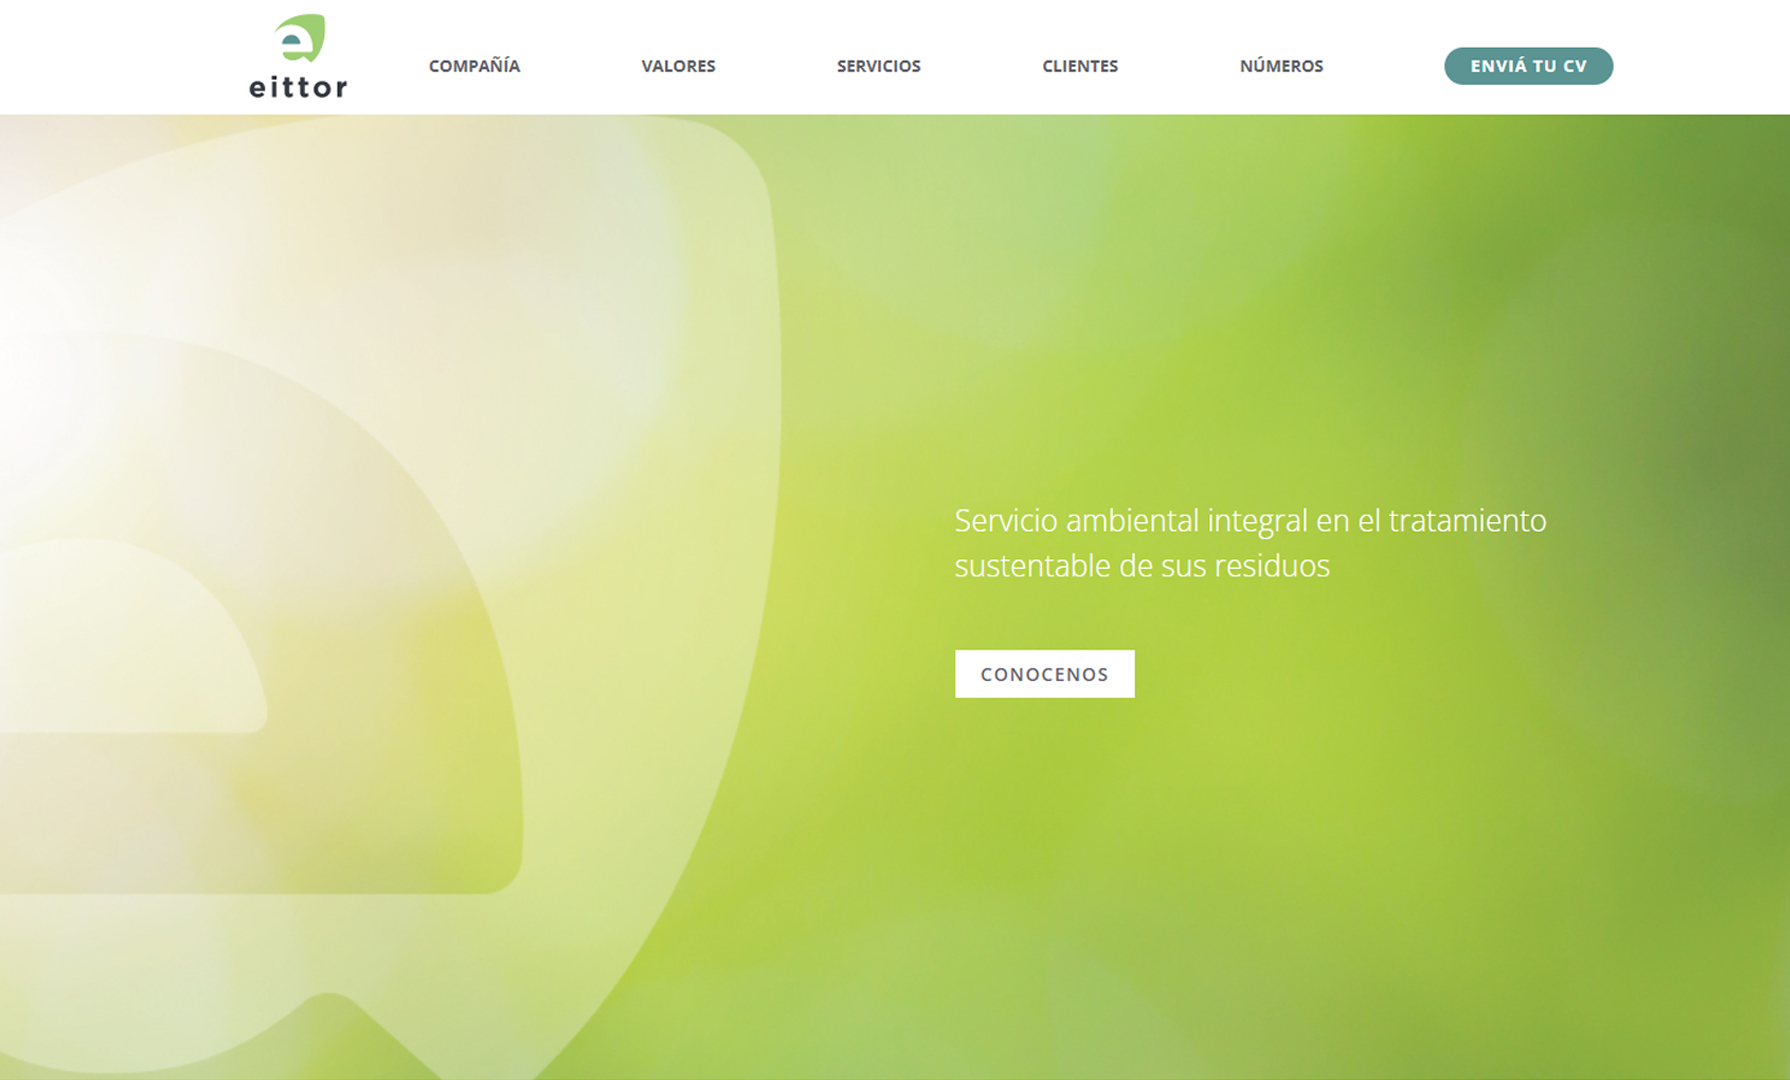 eittor
COMPAÑÍA
VALORES
SERVICIOS
CLIENTES
NÚMEROS
ENVIÁ TU CV
Servicio ambiental integral en el tratamiento
sustentable de sus residuos
CONOCENOS